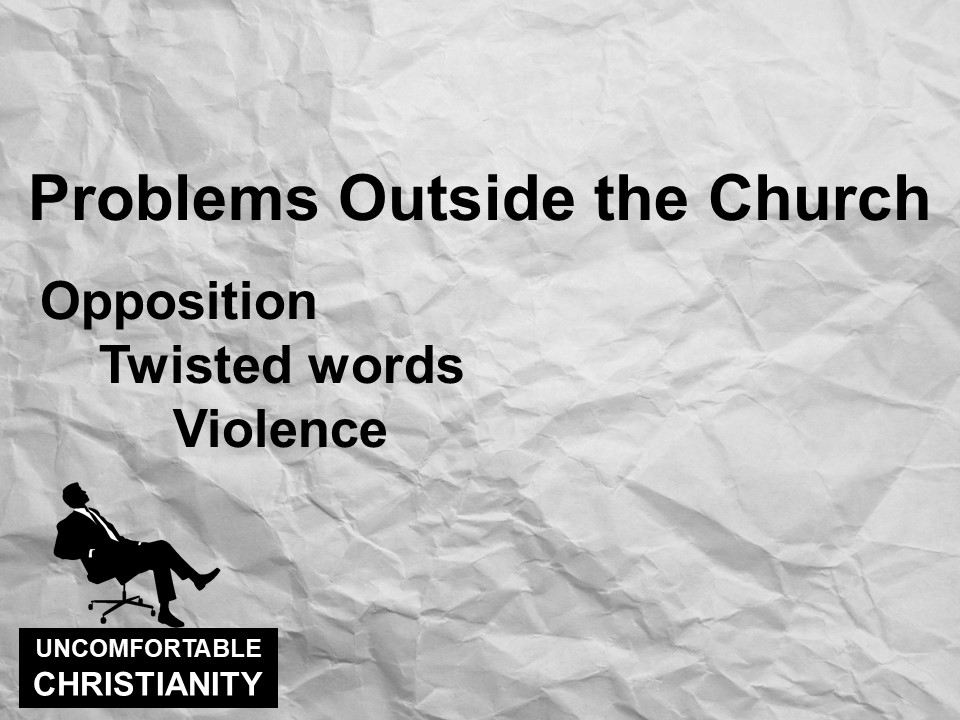 Problems Outside the Church
Opposition
Twisted words
Violence
UNCOMFORTABLE
CHRISTIANITY